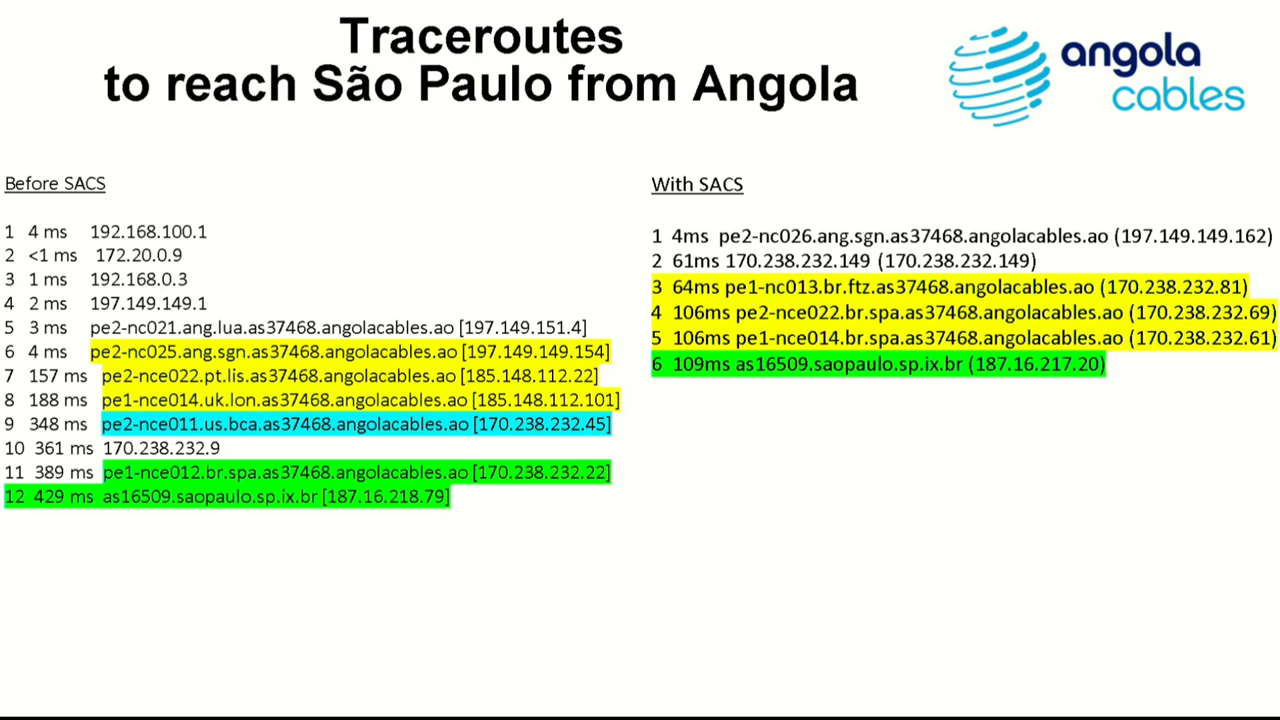 Traceroutes
to reach São Paulo from Angola
angola
cables
Before SACS
1 4 ms 192.168.100.1
2 <1 ms 172.20.0.9
3 1 ms 192.168.0.3
4 2 ms 197.149.149.1
5 3 ms pe2-nc021.ang.lua.as37468.angolacables.ao [197.149.151.4]
6 4 ms pe2-nc025.ang.sgn.as37468.angolacables.ao [197.149.149.154]
7 157 ms pe2-nce022.pt.lis.as37468.angolacables.ao [185.148.112.22]
8 188 ms pe1-nce014.uk.lon.as37468.angolacables.ao [185.148.112.101]
9 348 ms pe2-nce011.us.bca.as37468.angolacables.ao [170.238.232.45]
10 361 ms 170.238.232.9
11 389 ms pe1-nce012.br.spa.as37468.angolacables.ao [170.238.232.22]
12 429 ms as16509.saopaulo.sp.ix.br [187.16.218.79]
With SACS
1 4ms pe2-nc026.ang.sgn.as37468.angolacables.ao (197.149.149.162)
2 61ms 170.238.232.149 (170.238.232.149)
3 64ms pe1-nc013.br.ftz.as37468.angolacables.ao (170.238.232.81)
4 106ms pe2-nce022.br.spa.as37468.angolacables.ao (170.238.232.69)
5 106ms pe1-nce014.br.spa.as37468.angolacables.ao (170.238.232.61)
6 109ms as16509.saopaulo.sp.ix.br (187.16.217.20)